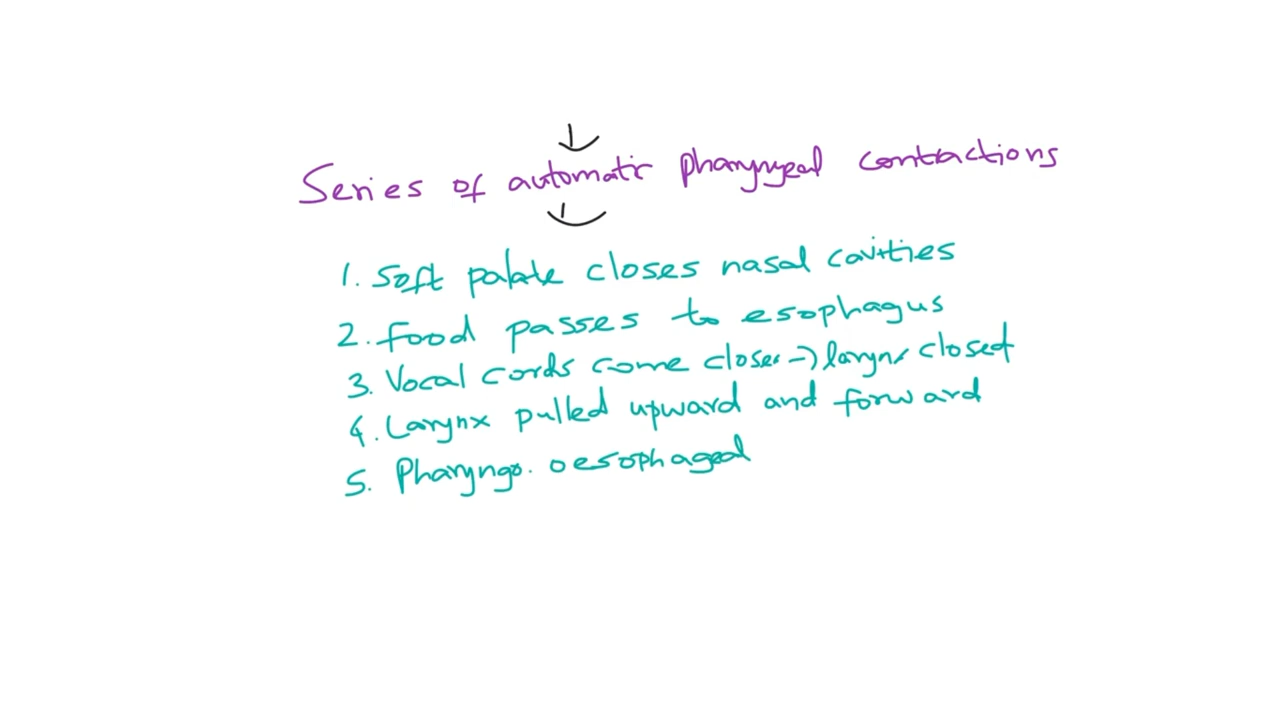 Series of automatic pharyngeal contractions
1. Soft palate closes nasal cavities
2. Food passes to esophagus
3. Vocal cords come closer → larynx closed
4. Larynx pulled upward and forward
5. Pharyngo. oesophageal